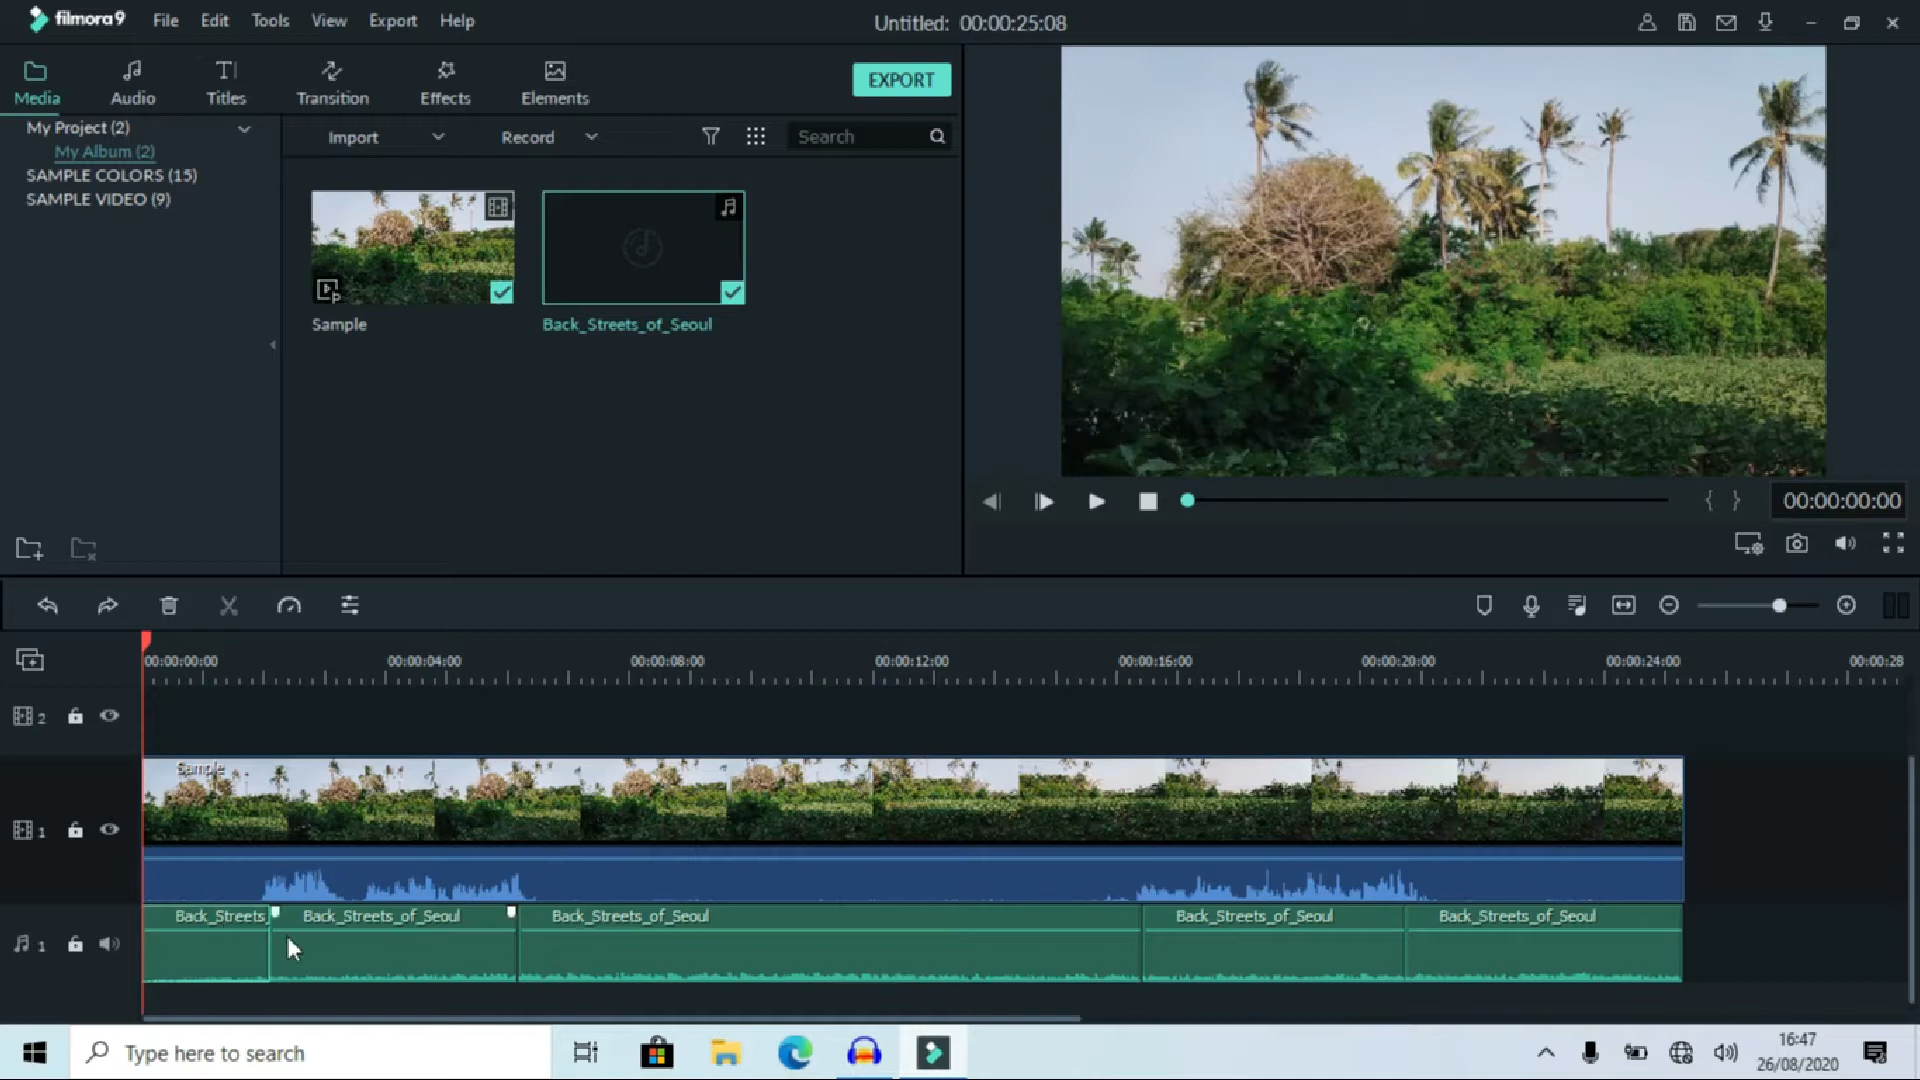 filmora9 File Edit Tools View Export Help Untitled: 00:00:25:08
Media Audio Titles Transition Effects Elements EXPORT
My Project (2)
My Album (2)
SAMPLE COLORS (15)
SAMPLE VIDEO (9)
Import Record Search
Sample Back_Streets_of_Seoul
00:00:00:00
00:00:00:00 00:00:04:00 00:00:08:00 00:00:12:00 00:00:16:00 00:00:20:00 00:00:24:00 00:00:28
2
Sample
1
Back_Streets Back_Streets_of_Seoul Back_Streets_of_Seoul Back_Streets_of_Seoul Back_Streets_of_Seoul
1
Type here to search
16:47
26/08/2020